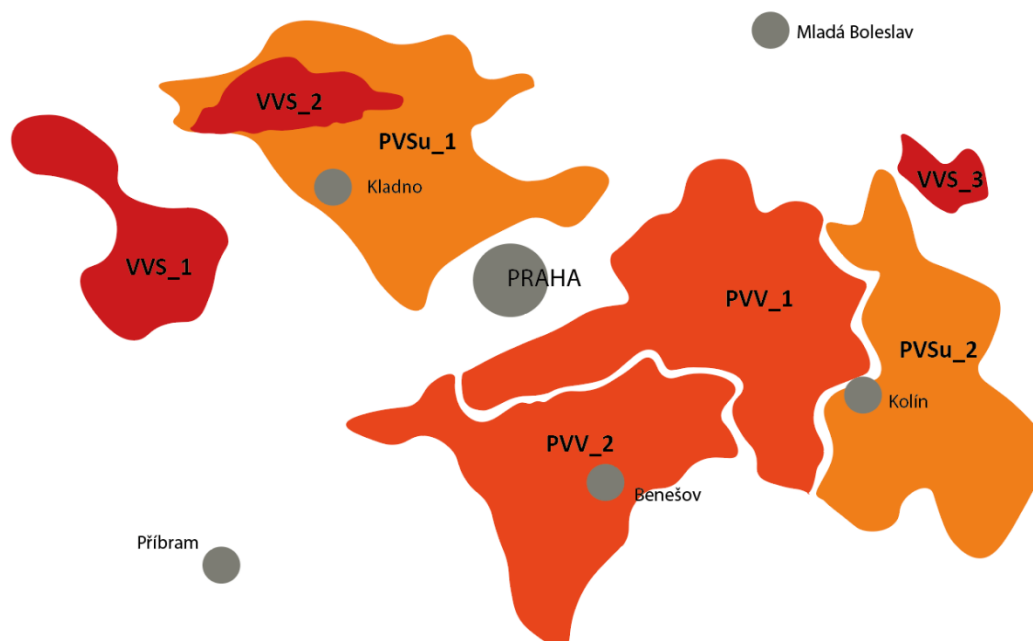 Mladá Boleslav
VVS_2
PVSu_1
Kladno
VVS_3
VVS_1
PRAHA
PVV_1
PVSu_2
Kolín
PVV_2
Benešov
Příbram